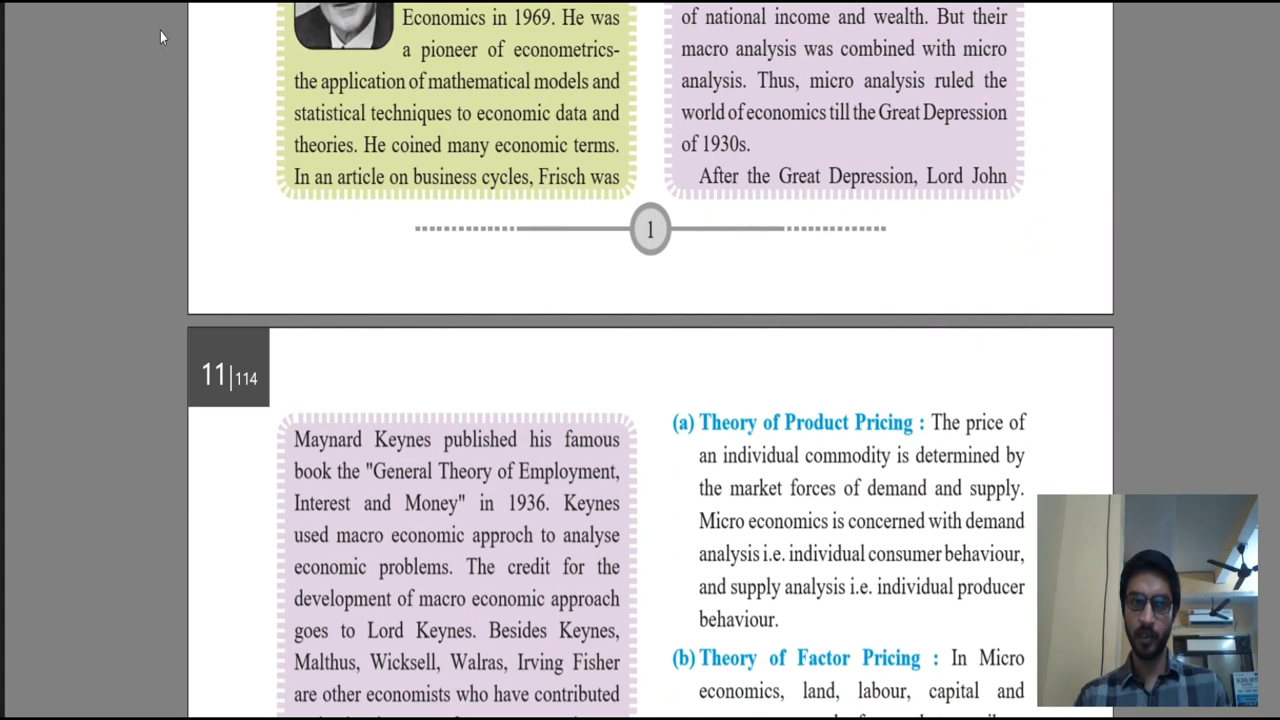 Economics in 1969. He was
a pioneer of econometrics-
the application of mathematical models and
statistical techniques to economic data and
theories. He coined many economic terms.
In an article on business cycles, Frisch was
of national income and wealth. But their
macro analysis was combined with micro
analysis. Thus, micro analysis ruled the
world of economics till the Great Depression
of 1930s.
After the Great Depression, Lord John
1
11|114
Maynard Keynes published his famous
book the "General Theory of Employment,
Interest and Money" in 1936. Keynes
used macro economic approch to analyse
economic problems. The credit for the
development of macro economic approach
goes to Lord Keynes. Besides Keynes,
Malthus, Wicksell, Walras, Irving Fisher
are other economists who have contributed
(a) Theory of Product Pricing : The price of
an individual commodity is determined by
the market forces of demand and supply.
Micro economics is concerned with demand
analysis i.e. individual consumer behaviour,
and supply analysis i.e. individual producer
behaviour.
(b) Theory of Factor Pricing : In Micro
economics, land, labour, capital and